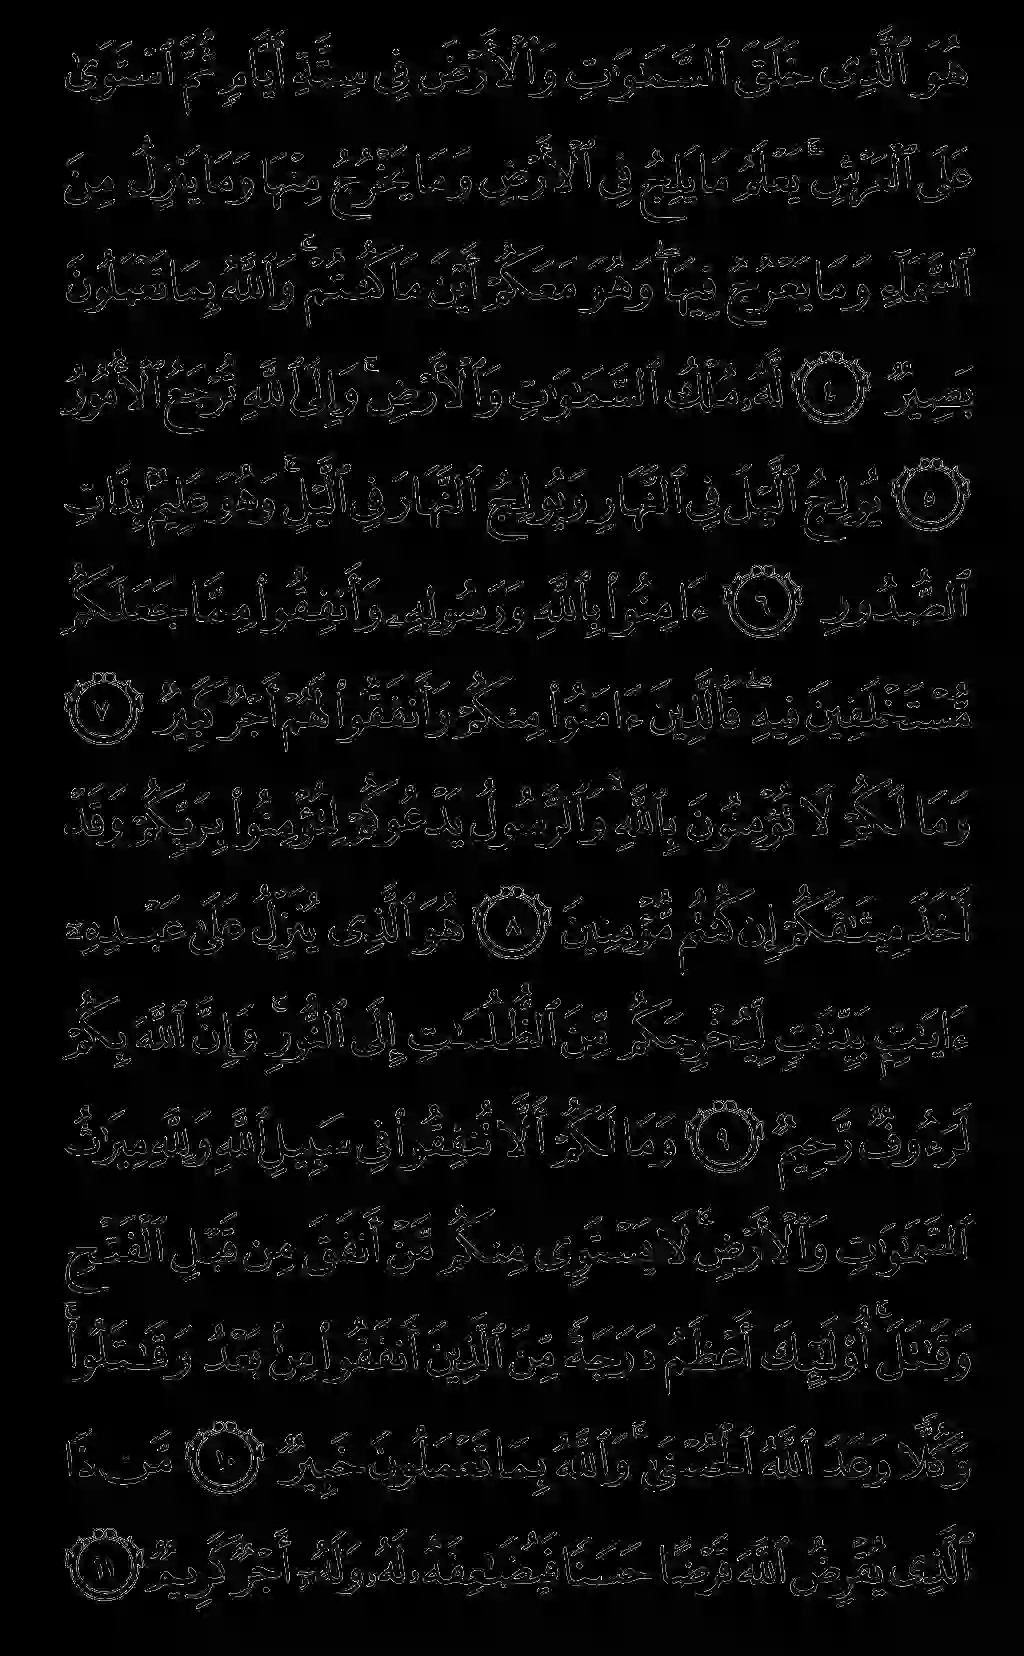 هُوَ ٱلَّذِى خَلَقَ ٱلسَّمَـٰوَٰتِ وَٱلْأَرْضَ فِى سِتَّةِ أَيَّامٍ ثُمَّ ٱسْتَوَىٰ
عَلَى ٱلْعَرْشِ ۚ يَعْلَمُ مَا يَلِجُ فِى ٱلْأَرْضِ وَمَا يَخْرُجُ مِنْهَا وَمَا يَنزِلُ مِنَ
ٱلسَّمَآءِ وَمَا يَعْرُجُ فِيهَا ۖ وَهُوَ مَعَكُمْ أَيْنَ مَا كُنتُمْ ۚ وَٱللَّهُ بِمَا تَعْمَلُونَ
بَصِيرٌ ٤ لَّهُۥ مُلْكُ ٱلسَّمَـٰوَٰتِ وَٱلْأَرْضِ ۚ وَإِلَى ٱللَّهِ تُرْجَعُ ٱلْأُمُورُ
٥ يُولِجُ ٱلَّيْلَ فِى ٱلنَّهَارِ وَيُولِجُ ٱلنَّهَارَ فِى ٱلَّيْلِ ۚ وَهُوَ عَلِيمٌۢ بِذَاتِ
ٱلصُّدُورِ ٦ ءَامِنُوا۟ بِٱللَّهِ وَرَسُولِهِۦ وَأَنفِقُوا۟ مِمَّا جَعَلَكُم
مُّسْتَخْلَفِينَ فِيهِ ۖ فَٱلَّذِينَ ءَامَنُوا۟ مِنكُمْ وَأَنفَقُوا۟ لَهُمْ أَجْرٌ كَبِيرٌ ٧
وَمَا لَكُمْ لَا تُؤْمِنُونَ بِٱللَّهِ ۙ وَٱلرَّسُولُ يَدْعُوكُمْ لِتُؤْمِنُوا۟ بِرَبِّكُمْ وَقَدْ
أَخَذَ مِيثَـٰقَكُمْ إِن كُنتُم مُّؤْمِنِينَ ٨ هُوَ ٱلَّذِى يُنَزِّلُ عَلَىٰ عَبْدِهِۦٓ
ءَايَـٰتٍۭ بَيِّنَـٰتٍ لِّيُخْرِجَكُم مِّنَ ٱلظُّلُمَـٰتِ إِلَى ٱلنُّورِ ۚ وَإِنَّ ٱللَّهَ بِكُمْ
لَرَءُوفٌ رَّحِيمٌ ٩ وَمَا لَكُمْ أَلَّا تُنفِقُوا۟ فِى سَبِيلِ ٱللَّهِ وَلِلَّهِ مِيرَٰثُ
ٱلسَّمَـٰوَٰتِ وَٱلْأَرْضِ ۚ لَا يَسْتَوِى مِنكُم مَّنْ أَنفَقَ مِن قَبْلِ ٱلْفَتْحِ
وَقَـٰتَلَ ۚ أُو۟لَـٰٓئِكَ أَعْظَمُ دَرَجَةً مِّنَ ٱلَّذِينَ أَنفَقُوا۟ مِنۢ بَعْدُ وَقَـٰتَلُوا۟ ۚ
وَكُلًّا وَعَدَ ٱللَّهُ ٱلْحُسْنَىٰ ۚ وَٱللَّهُ بِمَا تَعْمَلُونَ خَبِيرٌ ١٠ مَّن ذَا
ٱلَّذِى يُقْرِضُ ٱللَّهَ قَرْضًا حَسَنًا فَيُضَـٰعِفَهُۥ لَهُۥ وَلَهُۥٓ أَجْرٌ كَرِيمٌ ١١